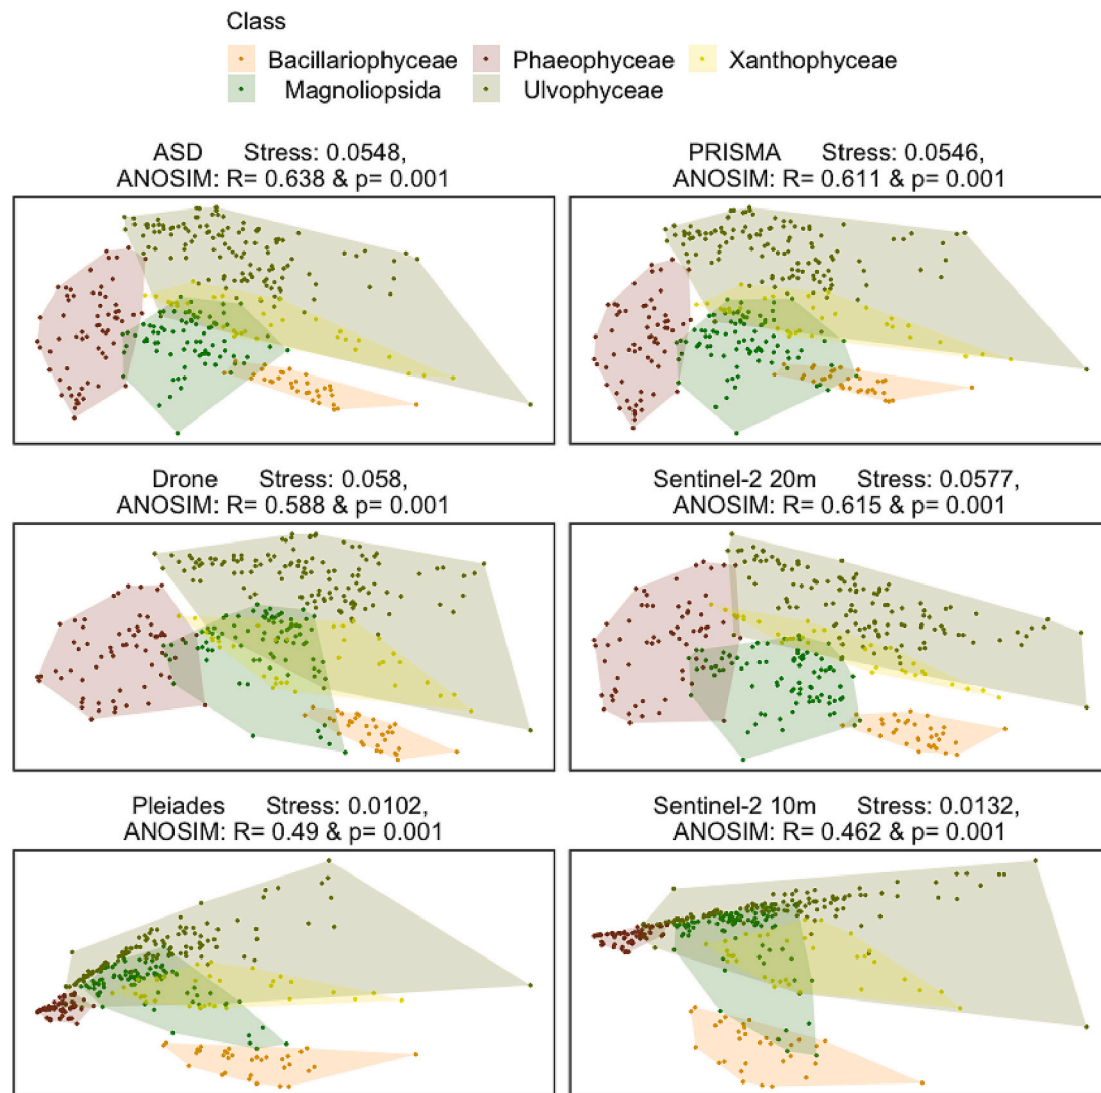 Class
Bacillariophyceae Phaeophyceae Xanthophyceae
Magnoliopsida Ulvophyceae
ASD Stress: 0.0548,
ANOSIM: R= 0.638 & p= 0.001
PRISMA Stress: 0.0546,
ANOSIM: R= 0.611 & p= 0.001
Drone Stress: 0.058,
ANOSIM: R= 0.588 & p= 0.001
Sentinel-2 20m Stress: 0.0577,
ANOSIM: R= 0.615 & p= 0.001
Pleiades Stress: 0.0102,
ANOSIM: R= 0.49 & p= 0.001
Sentinel-2 10m Stress: 0.0132,
ANOSIM: R= 0.462 & p= 0.001